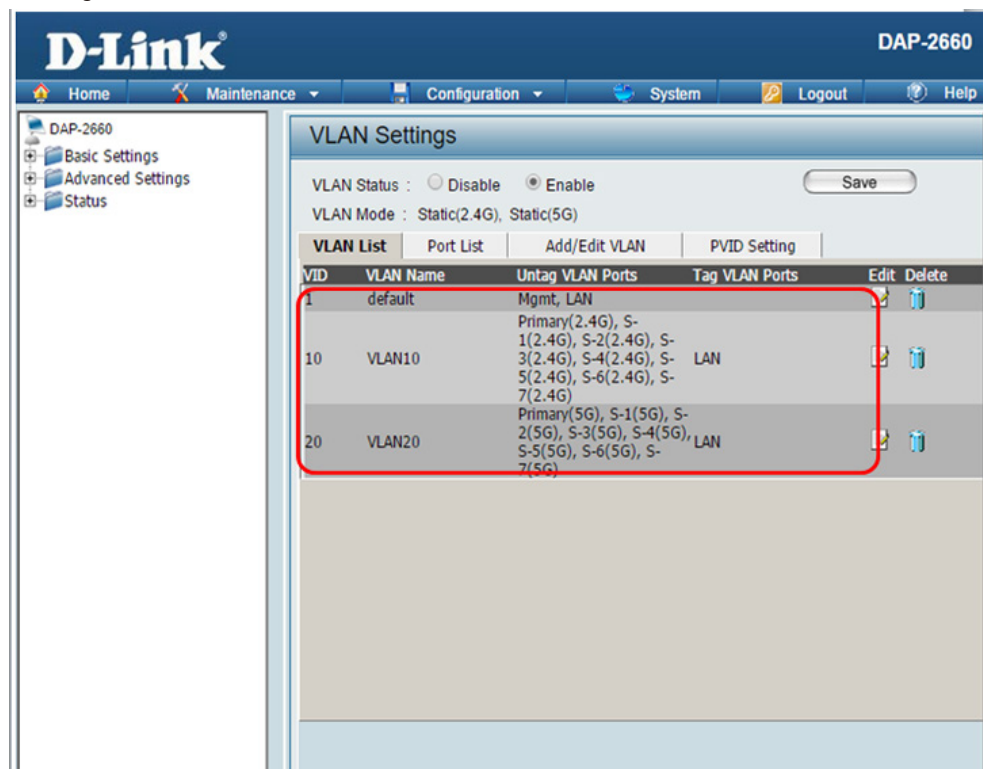 D-Link®
DAP-2660
Home Maintenance Configuration System Logout Help
DAP-2660
Basic Settings
Advanced Settings
Status
VLAN Settings
VLAN Status : Disable Enable Save
VLAN Mode : Static(2.4G), Static(5G)
VLAN List Port List Add/Edit VLAN PVID Setting
VID VLAN Name Untag VLAN Ports Tag VLAN Ports Edit Delete
1 default Mgmt, LAN
Primary(2.4G), S-
1(2.4G), S-2(2.4G), S-
10 VLAN10 3(2.4G), S-4(2.4G), S- LAN
5(2.4G), S-6(2.4G), S-
7(2.4G)
Primary(5G), S-1(5G), S-
2(5G), S-3(5G), S-4(5G),
20 VLAN20 S-5(5G), S-6(5G), S- LAN
7(5G)